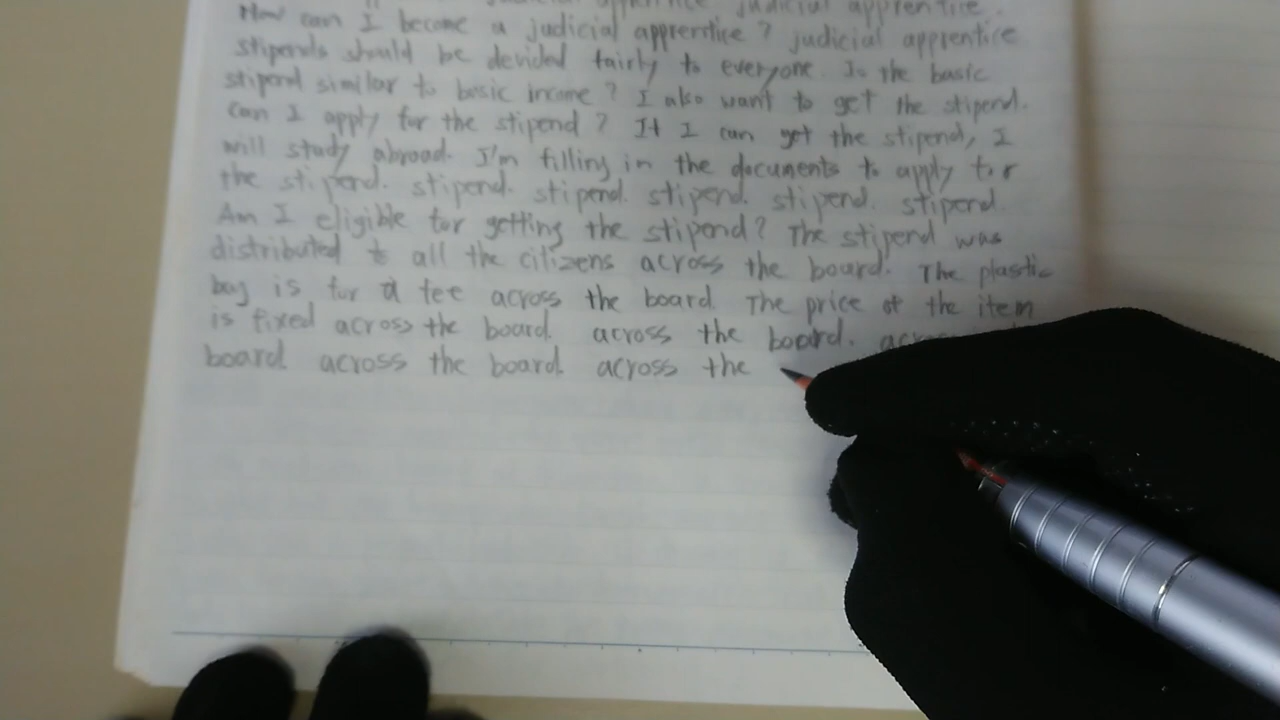 judicial apprentice judicial apprentice.
How can I become a judicial apprentice? judicial apprentice
stipends should be devided fairly to everyone. Is the basic
stipend similar to basic income? I also want to get the stipend.
Can I apply for the stipend? If I can get the stipend, I
will study abroad. I'm filling in the documents to apply for
the stipend. stipend. stipend. stipend. stipend. stipend.
Am I eligible for getting the stipend? The stipend was
distributed to all the citizens across the board. The plastic
bag is for a fee across the board. The price of the item
is fixed across the board. across the board.
board across the board. across the